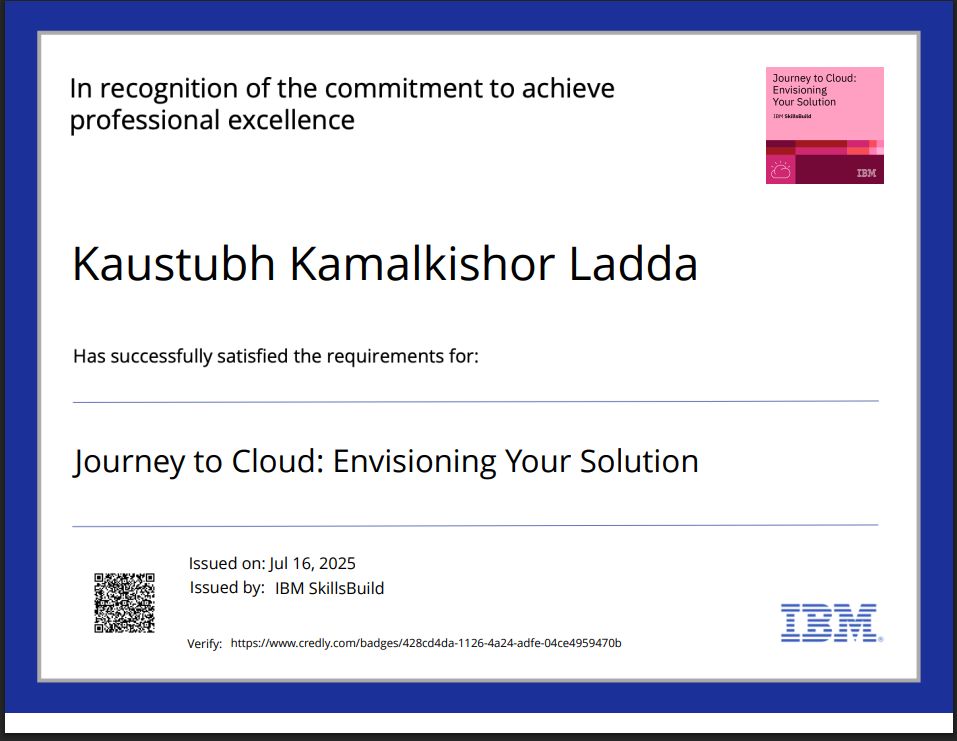 In recognition of the commitment to achieve
professional excellence
Journey to Cloud:
Envisioning
Your Solution
IBM SkillsBuild
IBM
Kaustubh Kamalkishor Ladda
Has successfully satisfied the requirements for:
Journey to Cloud: Envisioning Your Solution
Issued on: Jul 16, 2025
Issued by: IBM SkillsBuild
Verify: https://www.credly.com/badges/428cd4da-1126-4a24-adfe-04ce4959470b
IBM®